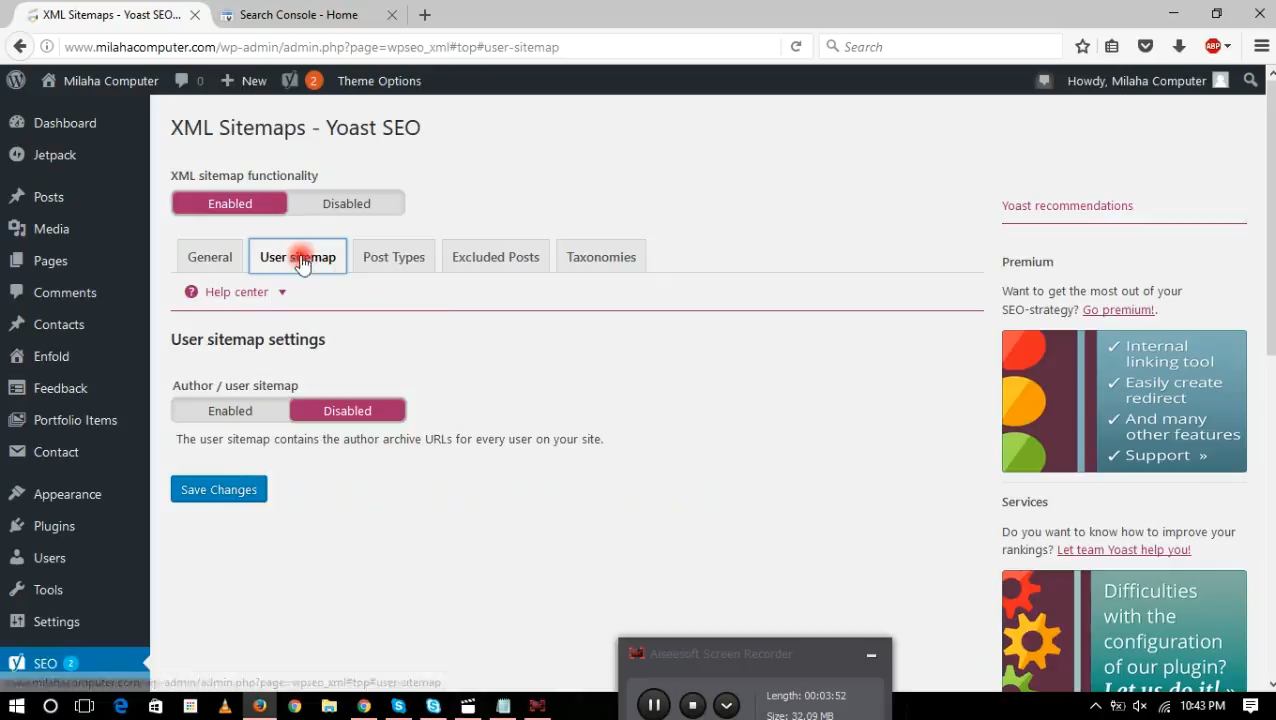 XML Sitemaps - Yoast SEO...
Search Console - Home
www.milahacomputer.com/wp-admin/admin.php?page=wpseo_xml#top#user-sitemap
Search
ABP
Milaha Computer
0
New
2
Theme Options
Howdy, Milaha Computer
Dashboard
Jetpack
Posts
Media
Pages
Comments
Contacts
Enfold
Feedback
Portfolio Items
Contact
Appearance
Plugins
Users
Tools
Settings
SEO 2
XML Sitemaps - Yoast SEO
XML sitemap functionality
Enabled
Disabled
General
User sitemap
Post Types
Excluded Posts
Taxonomies
Help center
User sitemap settings
Author / user sitemap
Enabled
Disabled
The user sitemap contains the author archive URLs for every user on your site.
Save Changes
Yoast recommendations
Premium
Want to get the most out of your
SEO-strategy? Go premium!.
✓ Internal
linking tool
✓ Easily create
redirect
✓ And many
other features
✓ Support »
Services
Do you want to know how to improve your
rankings? Let team Yoast help you!
Difficulties
with the
configuration
of our plugin?
Let us do it! »
Aiseesoft Screen Recorder
Length: 00:03:52
Size: 32.09 MB
10:43 PM